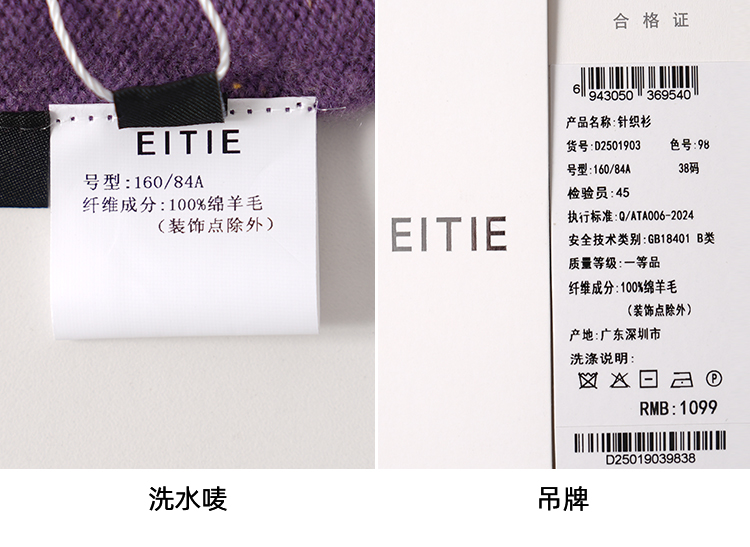 EITIE
号型:160/84A
纤维成分:100%绵羊毛
(装饰点除外)
洗水唛
EITIE
合格证
6 943050 369540
产品名称:针织衫
货号:D2501903 色号:98
号型:160/84A 38码
检验员:45
执行标准:Q/ATA006-2024
安全技术类别:GB18401 B类
质量等级:一等品
纤维成分:100%绵羊毛
(装饰点除外)
产地:广东深圳市
洗涤说明:
P
RMB:1099
D25019039838
吊牌